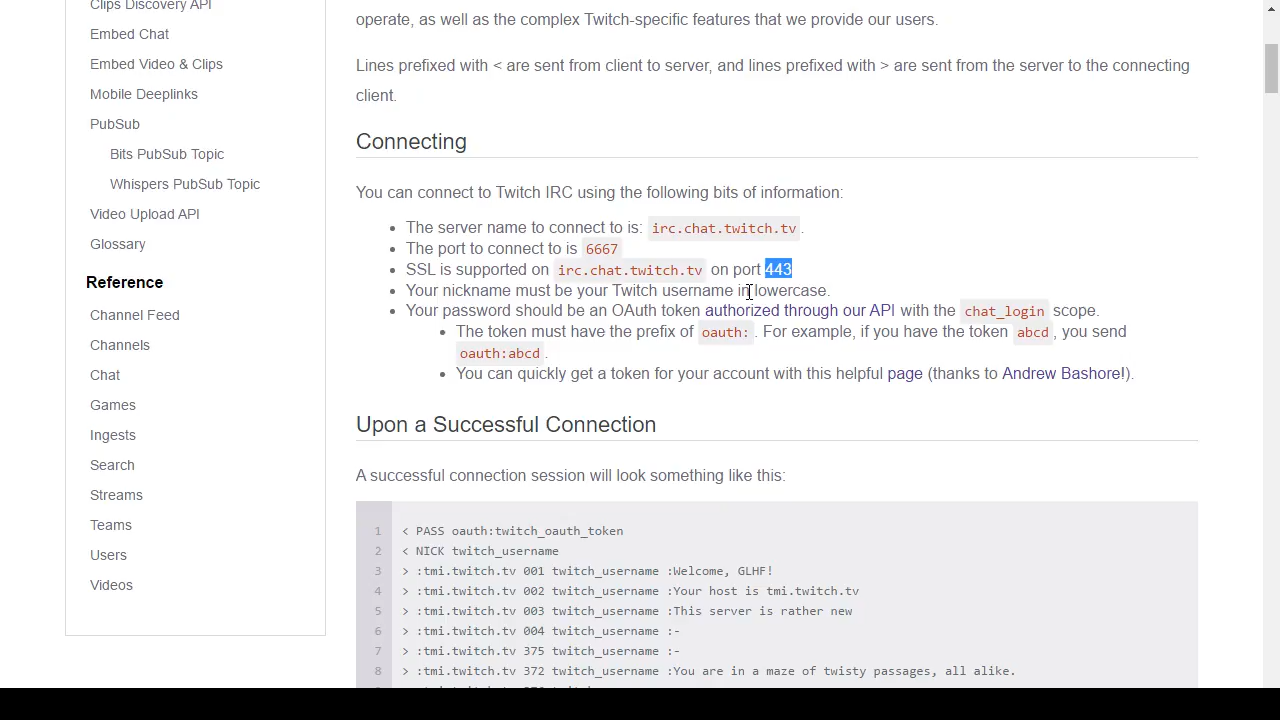 Clips Discovery API
Embed Chat
Embed Video & Clips
Mobile Deeplinks
PubSub
Bits PubSub Topic
Whispers PubSub Topic
Video Upload API
Glossary
Reference
Channel Feed
Channels
Chat
Games
Ingests
Search
Streams
Teams
Users
Videos
operate, as well as the complex Twitch-specific features that we provide our users.
Lines prefixed with < are sent from client to server, and lines prefixed with > are sent from the server to the connecting
client.
Connecting
You can connect to Twitch IRC using the following bits of information:
• The server name to connect to is: irc.chat.twitch.tv.
• The port to connect to is 6667
• SSL is supported on irc.chat.twitch.tv on port 443
• Your nickname must be your Twitch username in lowercase.
• Your password should be an OAuth token authorized through our API with the chat_login scope.
• The token must have the prefix of oauth:. For example, if you have the token abcd, you send
oauth:abcd.
• You can quickly get a token for your account with this helpful page (thanks to Andrew Bashore!).
Upon a Successful Connection
A successful connection session will look something like this:
1 < PASS oauth:twitch_oauth_token
2 < NICK twitch_username
3 > :tmi.twitch.tv 001 twitch_username :Welcome, GLHF!
4 > :tmi.twitch.tv 002 twitch_username :Your host is tmi.twitch.tv
5 > :tmi.twitch.tv 003 twitch_username :This server is rather new
6 > :tmi.twitch.tv 004 twitch_username :-
7 > :tmi.twitch.tv 375 twitch_username :-
8 > :tmi.twitch.tv 372 twitch_username :You are in a maze of twisty passages, all alike.